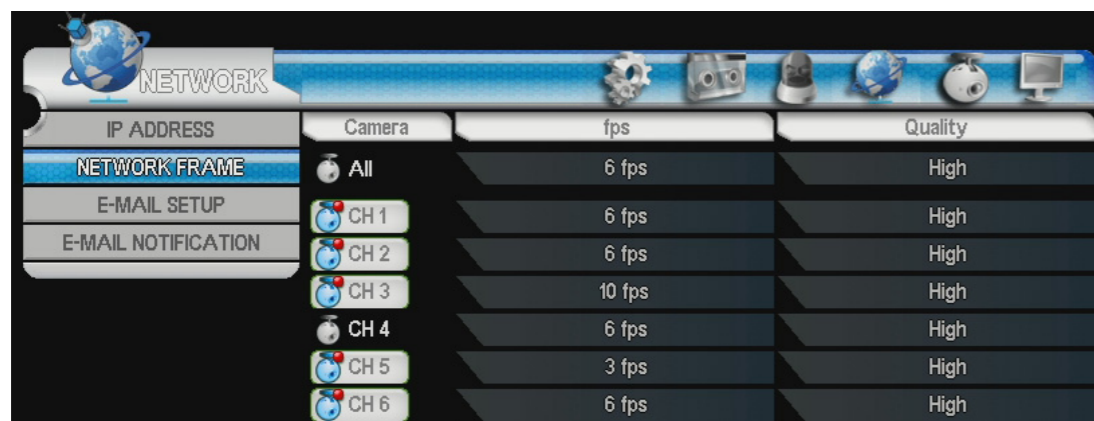 NETWORK
IP ADDRESS Camera fps Quality
NETWORK FRAME All 6 fps High
E-MAIL SETUP CH 1 6 fps High
E-MAIL NOTIFICATION CH 2 6 fps High
CH 3 10 fps High
CH 4 6 fps High
CH 5 3 fps High
CH 6 6 fps High